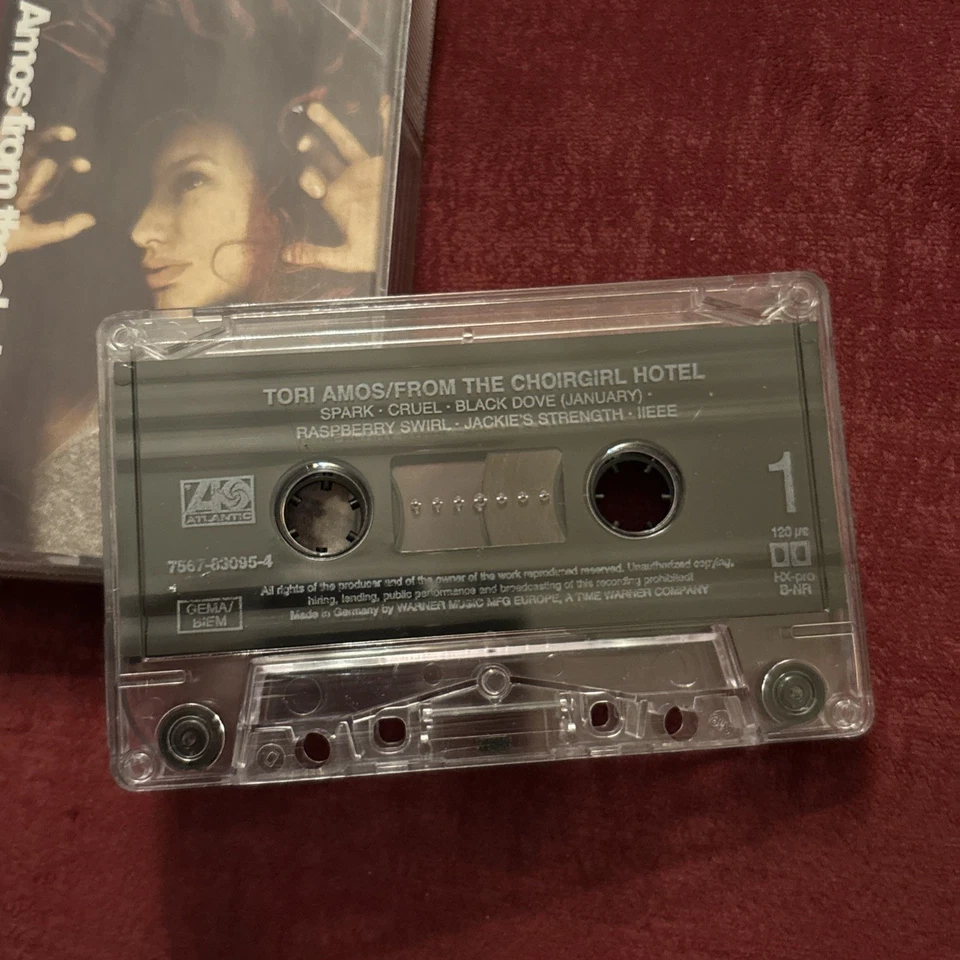 Amos from the
TORI AMOS/FROM THE CHOIRGIRL HOTEL
SPARK · CRUEL · BLACK DOVE (JANUARY) ·
RASPBERRY SWIRL · JACKIE'S STRENGTH · IIEEE
ATLANTIC
1
7567-83095-4
120 µs
HX-pro
B-NR
GEMA/
BIEM
All rights of the producer and of the owner of the work reproduced reserved. Unauthorized copying,
hiring, lending, public performance and broadcasting of this recording prohibited!
Made in Germany by WARNER MUSIC MFG EUROPE, A TIME WARNER COMPANY